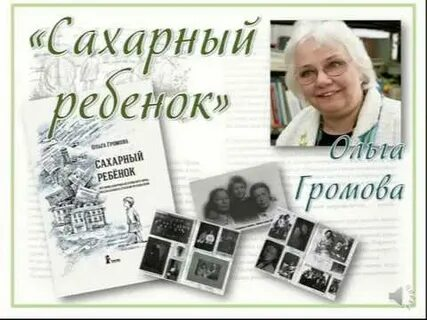 «Сахарный
ребенок»
Ольга
Громова
Ольга Громова
САХАРНЫЙ
РЕБЁНОК